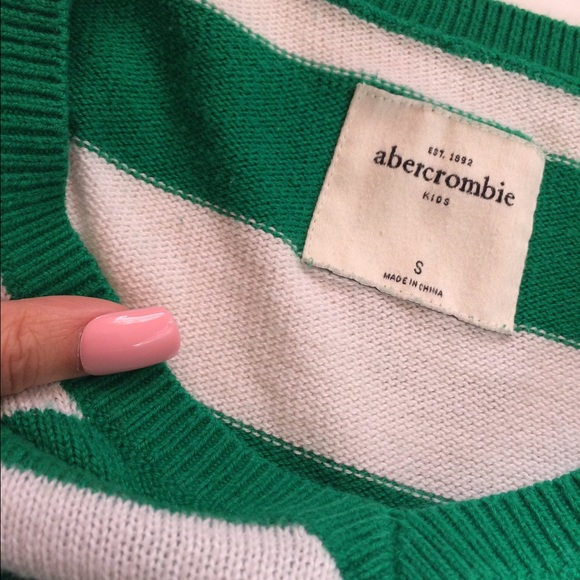 EST. 1892
abercrombie
KIDS
S
MADE IN CHINA